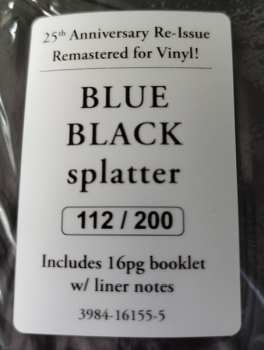 25th Anniversary Re-Issue
Remastered for Vinyl!
BLUE
BLACK
splatter
112 / 200
Includes 16pg booklet
w/ liner notes
3984-16155-5